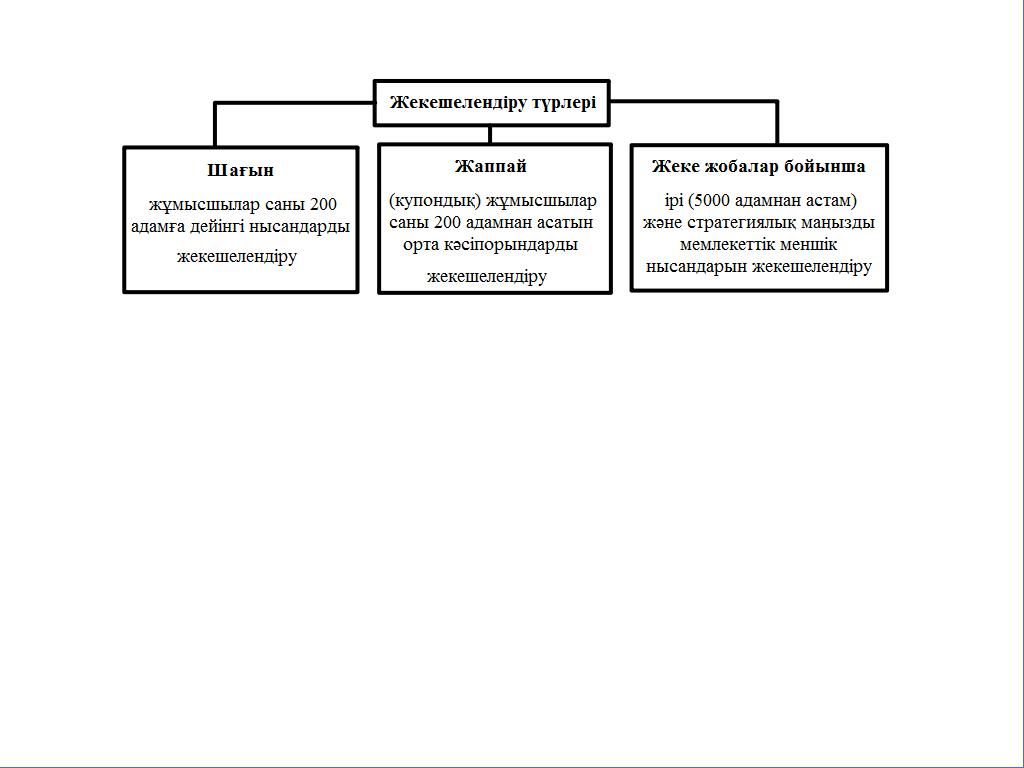 Жекешелендіру түрлері
Шағын
жұмысшылар саны 200
адамға дейінгі нысандарды
жекешелендіру
Жаппай
(купондық) жұмысшылар
саны 200 адамнан асатын
орта кәсіпорындарды
жекешелендіру
Жеке жобалар бойынша
ірі (5000 адамнан астам)
және стратегиялық маңызды
мемлекеттік меншік
нысандарын жекешелендіру